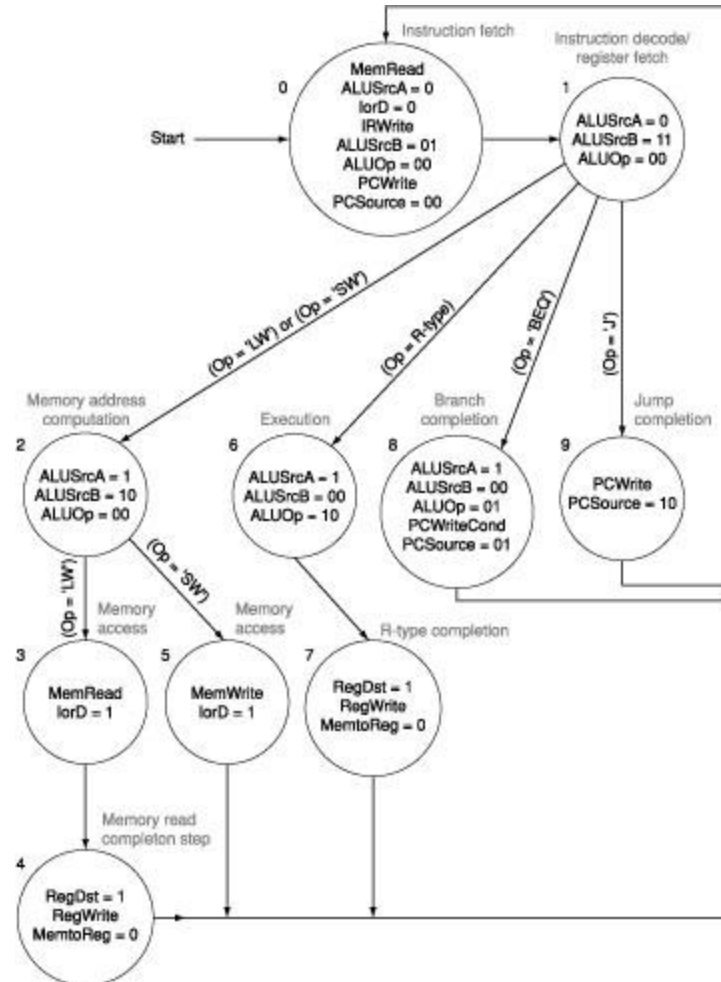 Instruction fetch
Instruction decode/
register fetch
0
MemRead
ALUSrcA = 0
IorD = 0
IRWrite
ALUSrcB = 01
ALUOp = 00
PCWrite
PCSource = 00
1
ALUSrcA = 0
ALUSrcB = 11
ALUOp = 00
Start
(Op = 'LW') or (Op = 'SW')
(Op = R-type)
(Op = 'BEQ')
(Op = 'J')
Memory address
computation
2
ALUSrcA = 1
ALUSrcB = 10
ALUOp = 00
Execution
6
ALUSrcA = 1
ALUSrcB = 00
ALUOp = 10
Branch
completion
8
ALUSrcA = 1
ALUSrcB = 00
ALUOp = 01
PCWriteCond
PCSource = 01
Jump
completion
9
PCWrite
PCSource = 10
(Op = 'LW')
(Op = 'SW')
Memory
access
3
MemRead
IorD = 1
Memory
access
5
MemWrite
IorD = 1
R-type completion
7
RegDst = 1
RegWrite
MemtoReg = 0
Memory read
completon step
4
RegDst = 1
RegWrite
MemtoReg = 0